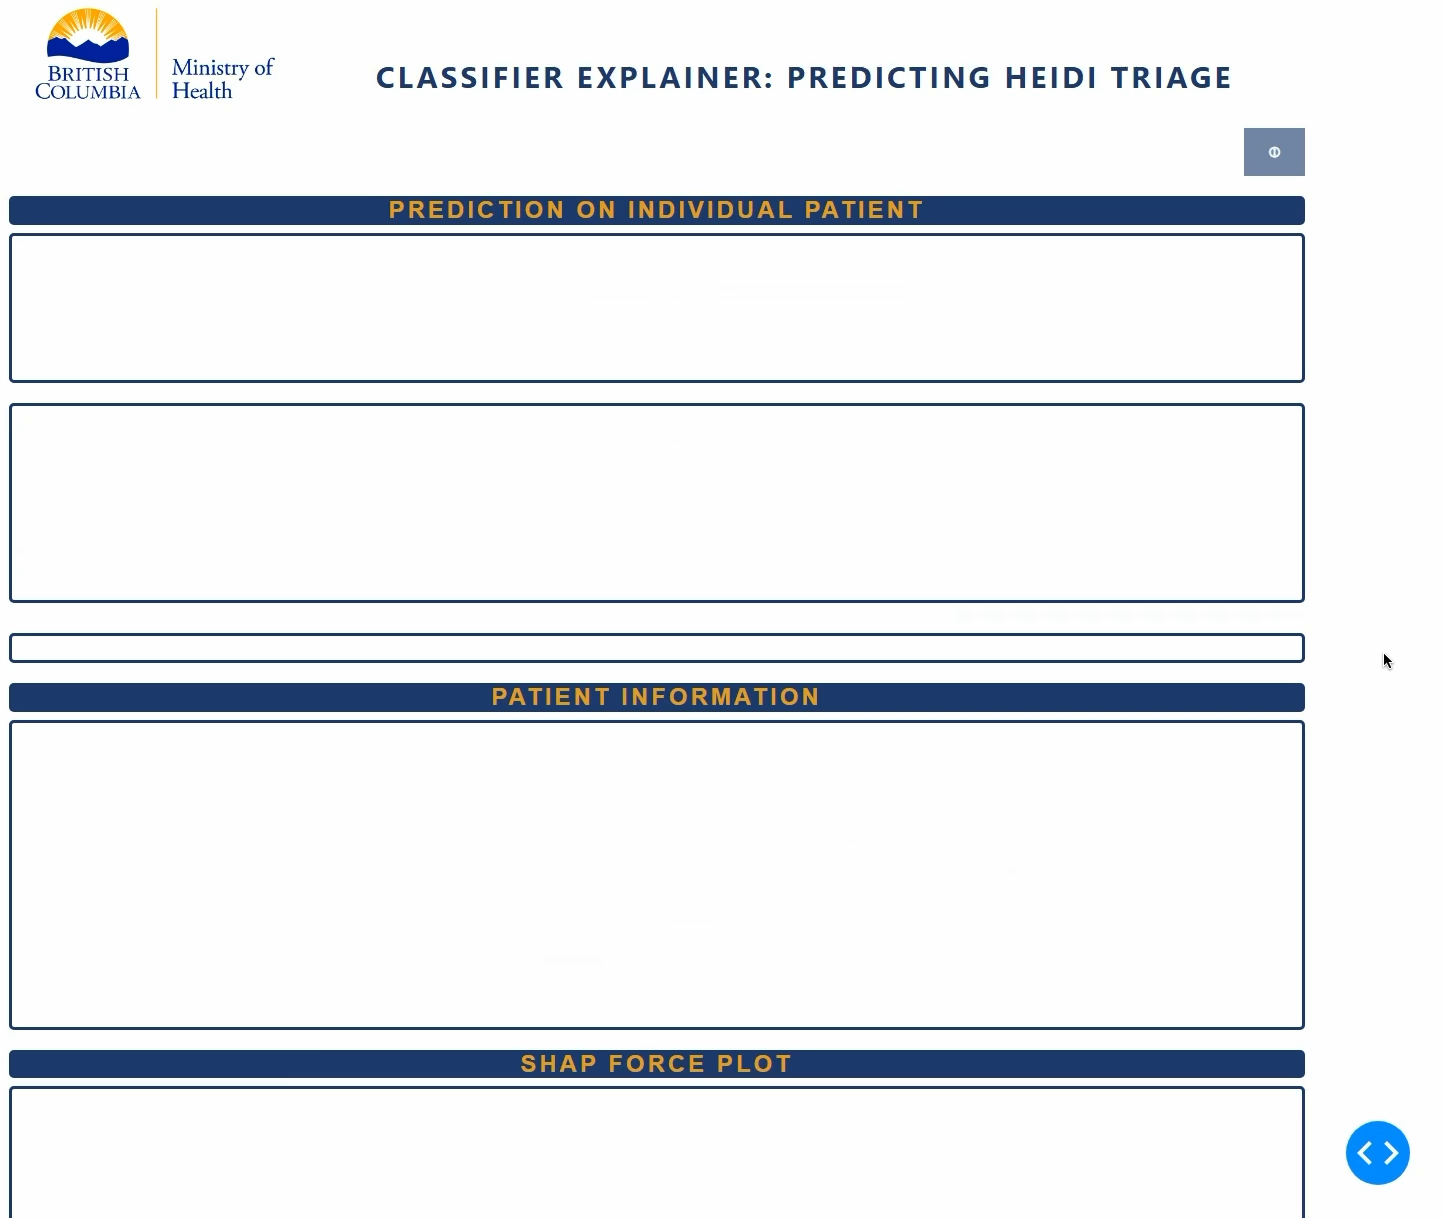 BRITISH
COLUMBIA
Ministry of
Health
CLASSIFIER EXPLAINER: PREDICTING HEIDI TRIAGE
PREDICTION ON INDIVIDUAL PATIENT
PATIENT INFORMATION
SHAP FORCE PLOT